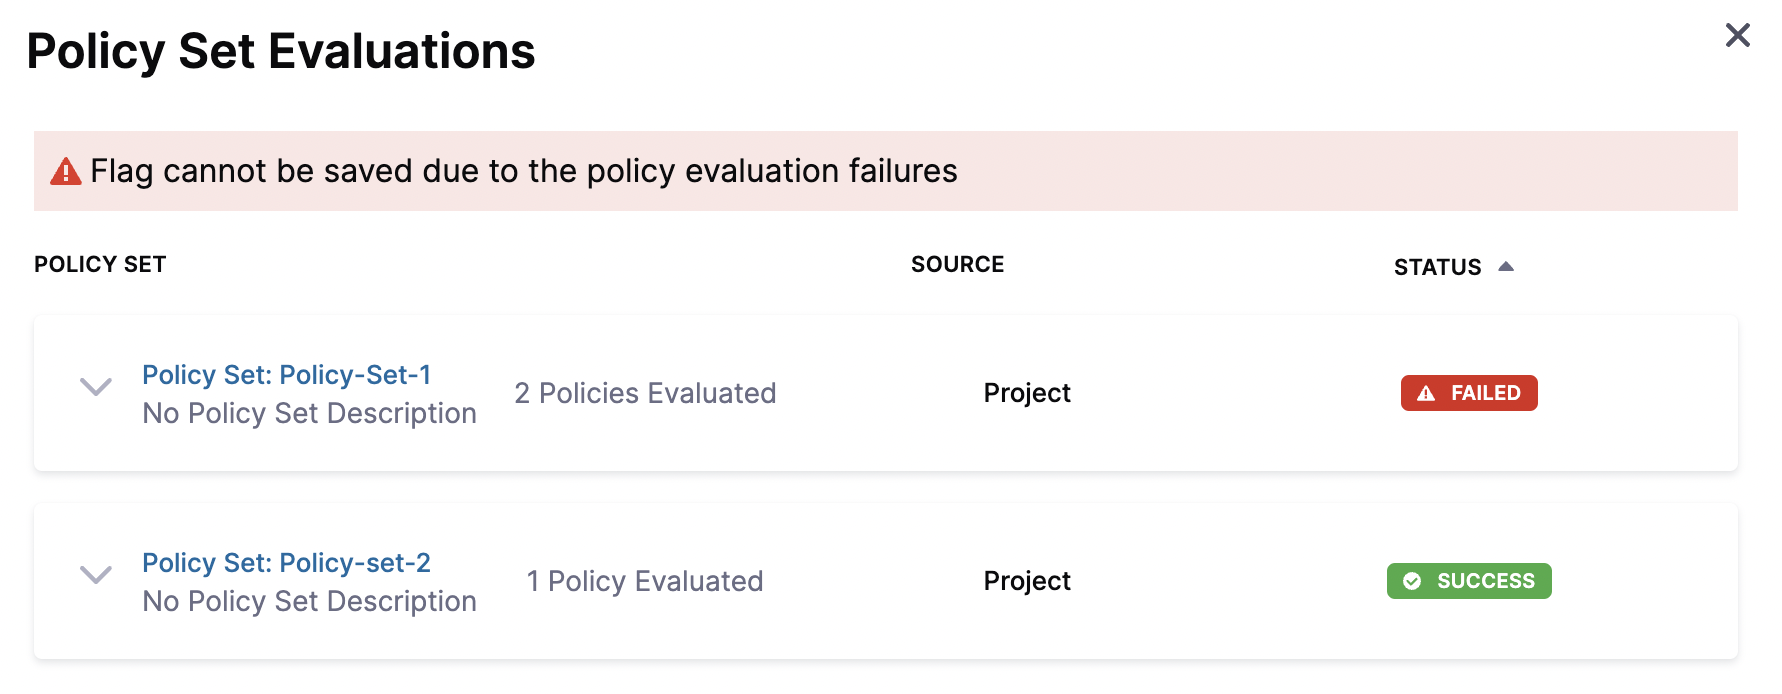 Policy Set Evaluations
Flag cannot be saved due to the policy evaluation failures
POLICY SET SOURCE STATUS
Policy Set: Policy-Set-1
No Policy Set Description
2 Policies Evaluated
Project
FAILED
Policy Set: Policy-set-2
No Policy Set Description
1 Policy Evaluated
Project
SUCCESS